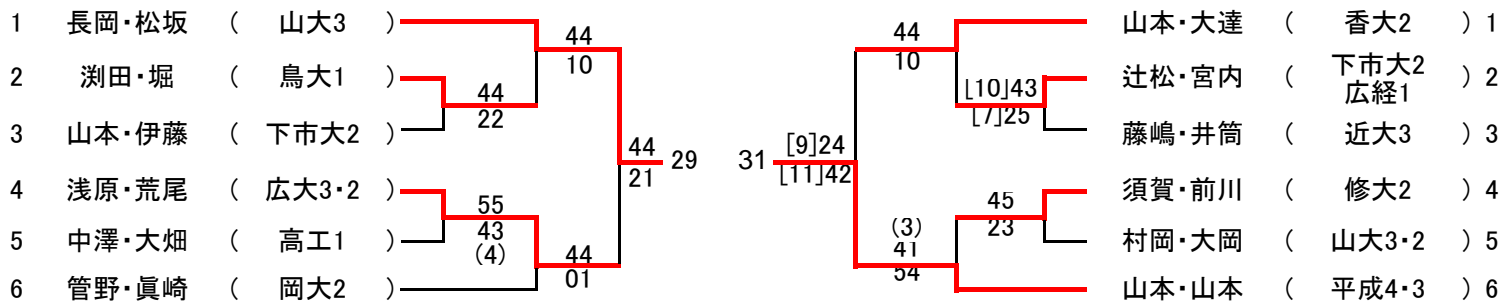 1 長岡・松坂 ( 山大3 )
44
10
2 渕田・堀 ( 鳥大1 )
44
22
3 山本・伊藤 ( 下市大2 )
44
21
29
4 浅原・荒尾 ( 広大3・2 )
55
43
(4)
5 中澤・大畑 ( 高工1 )
44
01
6 管野・眞崎 ( 岡大2 )
山本・大達 ( 香大2 ) 1
44
10
辻松・宮内 ( 下市大2 広経1 ) 2
[10]43
[7]25
藤嶋・井筒 ( 近大3 ) 3
31
[9]24
[11]42
須賀・前川 ( 修大2 ) 4
45
23
村岡・大岡 ( 山大3・2 ) 5
(3)
41
54
山本・山本 ( 平成4・3 ) 6